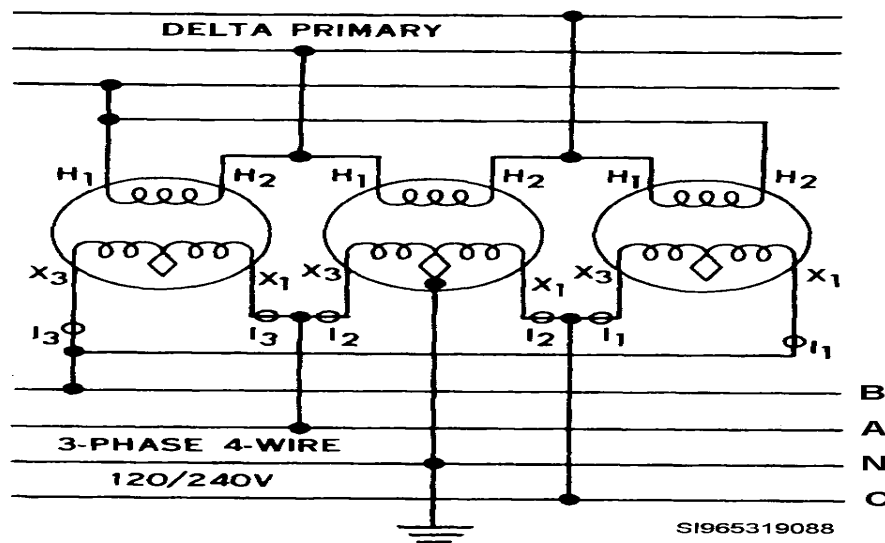 DELTA PRIMARY
H1 H2 H1 H2 H1 H2
X3 X1 X3 X1 X3 X1
I3 I3 I2 I2 I1 I1
B
A
3-PHASE 4-WIRE
N
120/240V
C
SI965319088